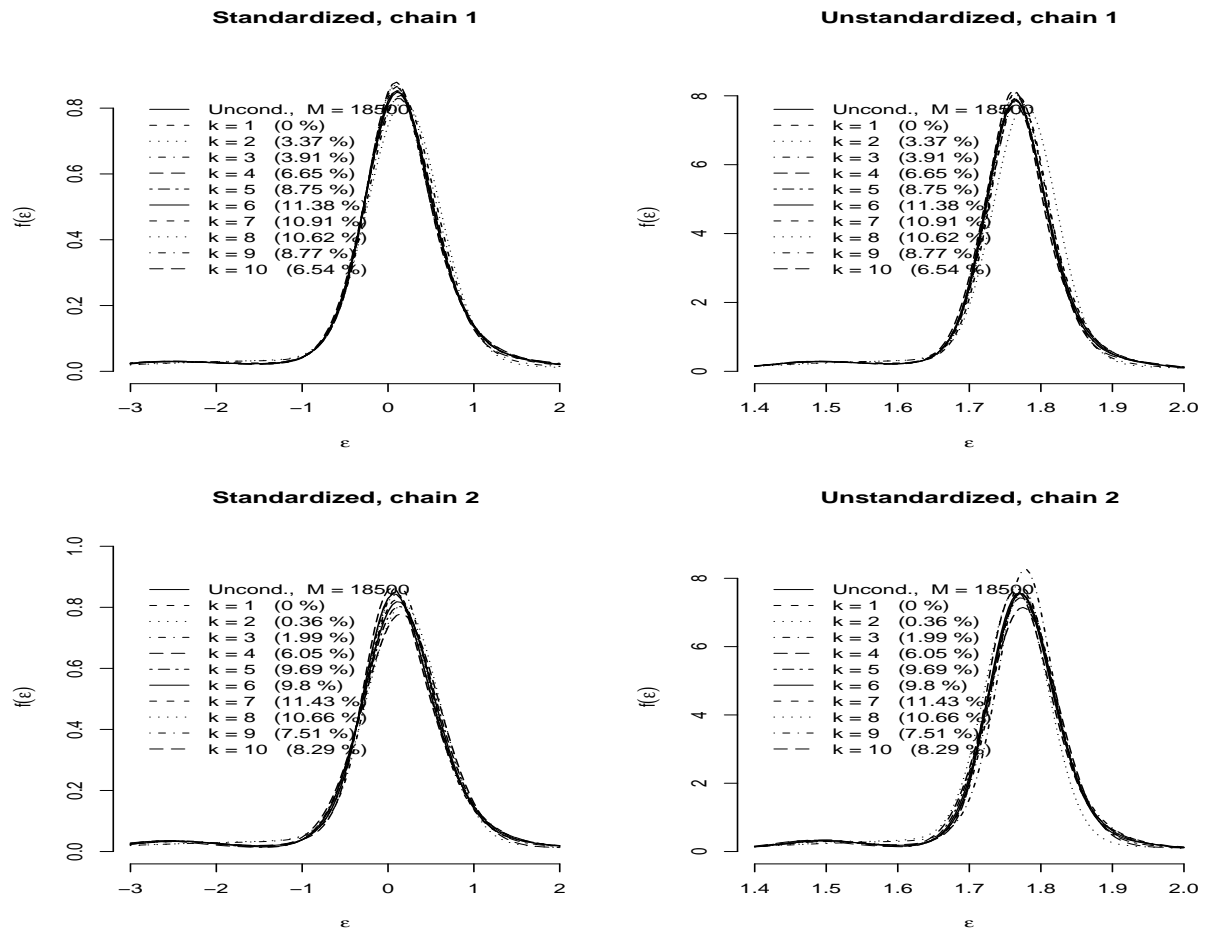 Standardized, chain 1
f(ε)
0.0 0.2 0.4 0.6 0.8
Uncond., M = 18500
k = 1 (0 %)
k = 2 (3.37 %)
k = 3 (3.91 %)
k = 4 (6.65 %)
k = 5 (8.75 %)
k = 6 (11.38 %)
k = 7 (10.91 %)
k = 8 (10.62 %)
k = 9 (8.77 %)
k = 10 (6.54 %)
−3 −2 −1 0 1 2
ε
Unstandardized, chain 1
f(ε)
0 2 4 6 8
Uncond., M = 18500
k = 1 (0 %)
k = 2 (3.37 %)
k = 3 (3.91 %)
k = 4 (6.65 %)
k = 5 (8.75 %)
k = 6 (11.38 %)
k = 7 (10.91 %)
k = 8 (10.62 %)
k = 9 (8.77 %)
k = 10 (6.54 %)
1.4 1.5 1.6 1.7 1.8 1.9 2.0
ε
Standardized, chain 2
f(ε)
0.0 0.2 0.4 0.6 0.8 1.0
Uncond., M = 18500
k = 1 (0 %)
k = 2 (0.36 %)
k = 3 (1.99 %)
k = 4 (6.05 %)
k = 5 (9.69 %)
k = 6 (9.8 %)
k = 7 (11.43 %)
k = 8 (10.66 %)
k = 9 (7.51 %)
k = 10 (8.29 %)
−3 −2 −1 0 1 2
ε
Unstandardized, chain 2
f(ε)
0 2 4 6 8
Uncond., M = 18500
k = 1 (0 %)
k = 2 (0.36 %)
k = 3 (1.99 %)
k = 4 (6.05 %)
k = 5 (9.69 %)
k = 6 (9.8 %)
k = 7 (11.43 %)
k = 8 (10.66 %)
k = 9 (7.51 %)
k = 10 (8.29 %)
1.4 1.5 1.6 1.7 1.8 1.9 2.0
ε